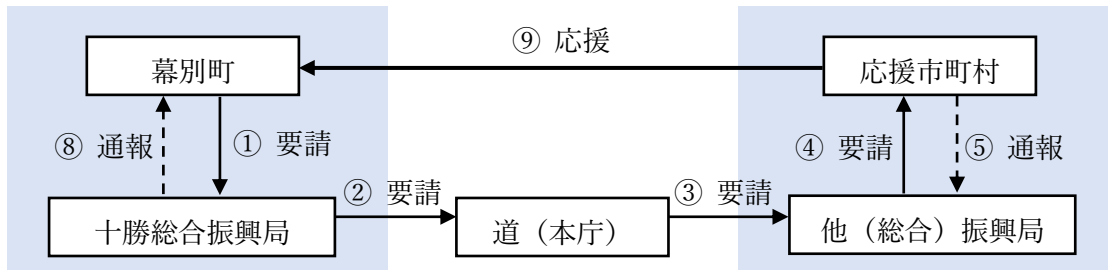 ⑨ 応援
幕別町
応援市町村
⑧ 通報
① 要請
④ 要請
⑤ 通報
② 要請
③ 要請
十勝総合振興局
道（本庁）
他（総合）振興局